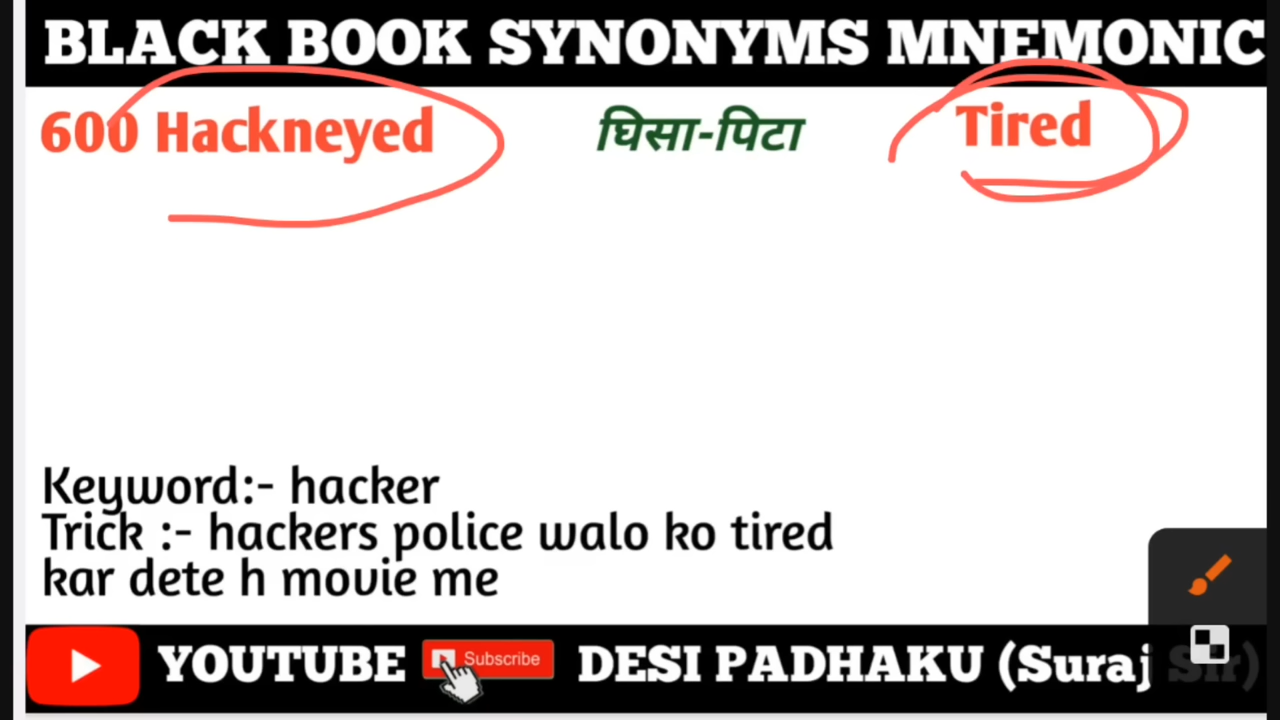 BLACK BOOK SYNONYMS MNEMONIC
600 Hackneyed घिसा-पिटा Tired
Keyword:- hacker
Trick :- hackers police walo ko tired
kar dete h movie me
YOUTUBE Subscribe DESI PADHAKU (Suraj Sir)